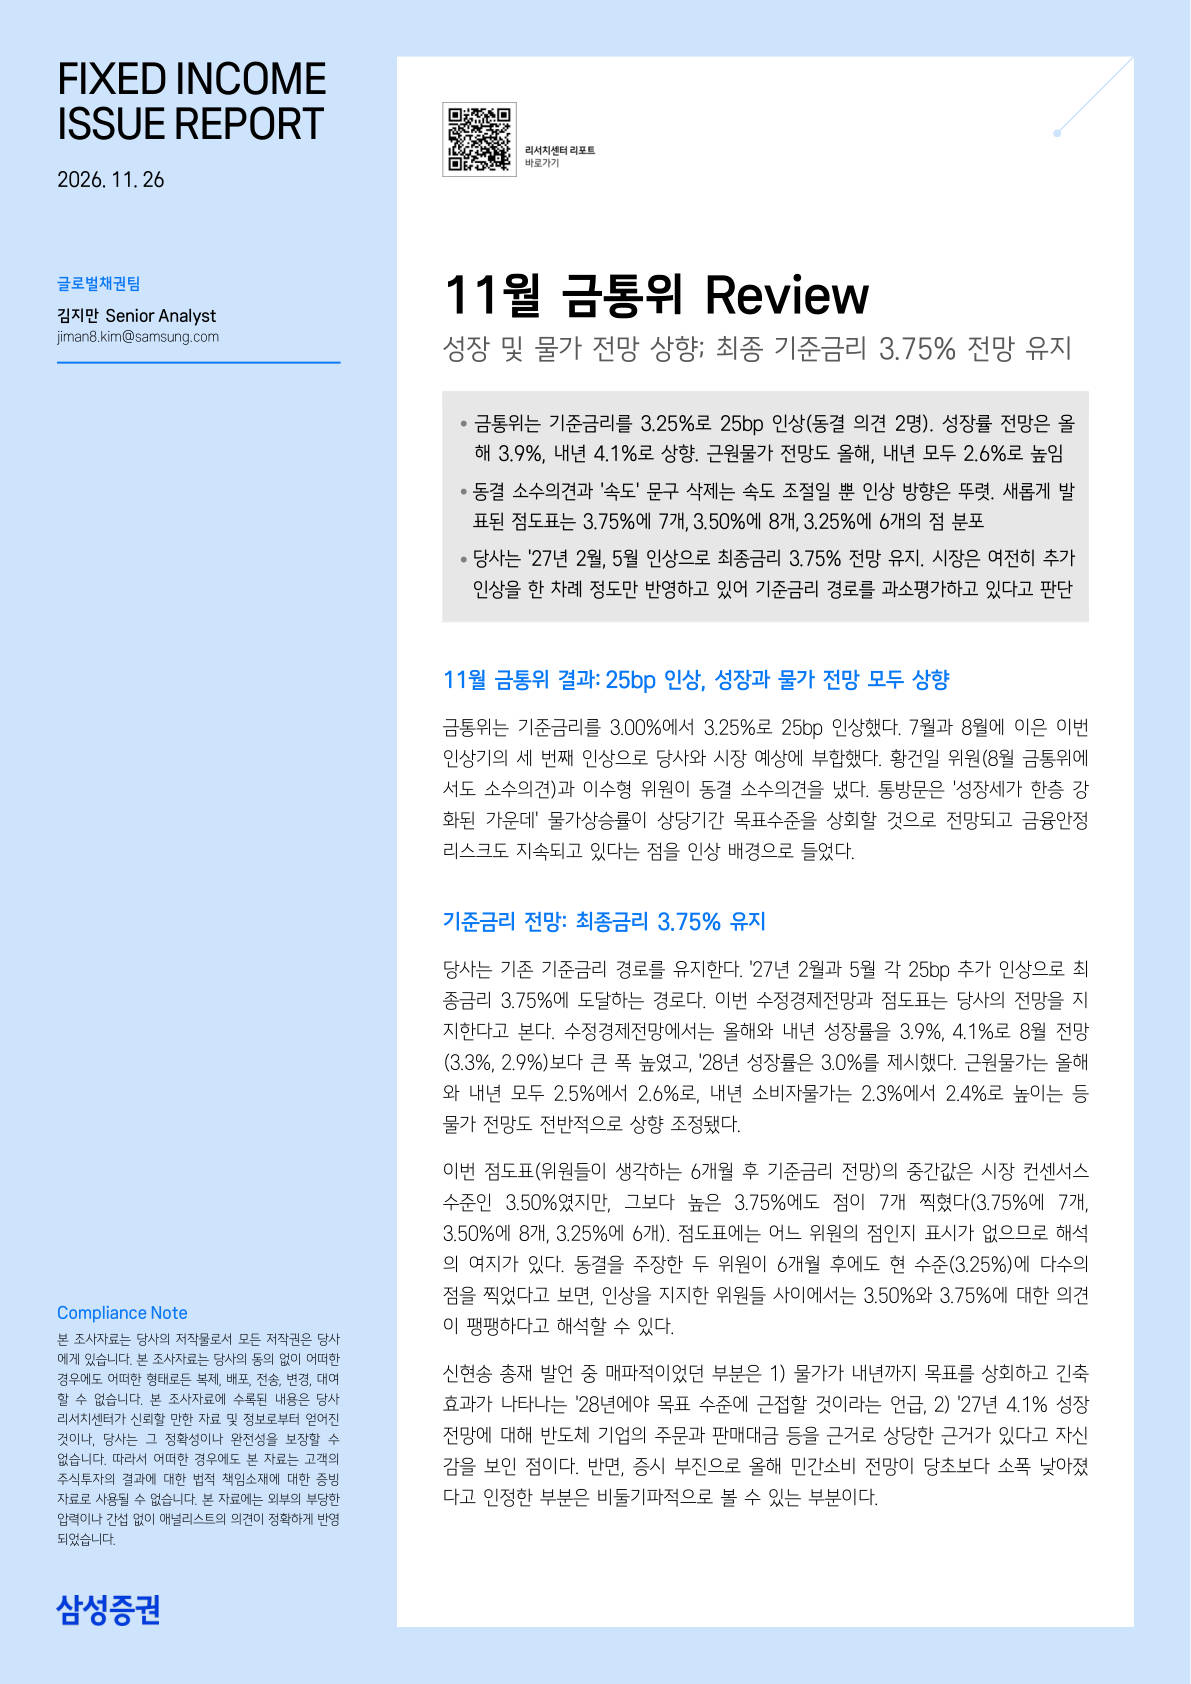 FIXED INCOME
ISSUE REPORT
2026. 11. 26
글로벌채권팀
김지만 Senior Analyst
jiman8.kim@samsung.com
리서치센터 리포트
바로가기
11월 금통위 Review
성장 및 물가 전망 상향; 최종 기준금리 3.75% 전망 유지
• 금통위는 기준금리를 3.25%로 25bp 인상(동결 의견 2명). 성장률 전망은 올
해 3.9%, 내년 4.1%로 상향. 근원물가 전망도 올해, 내년 모두 2.6%로 높임
• 동결 소수의견과 '속도' 문구 삭제는 속도 조절일 뿐 인상 방향은 뚜렷. 새롭게 발
표된 점도표는 3.75%에 7개, 3.50%에 8개, 3.25%에 6개의 점 분포
• 당사는 '27년 2월, 5월 인상으로 최종금리 3.75% 전망 유지. 시장은 여전히 추가
인상을 한 차례 정도만 반영하고 있어 기준금리 경로를 과소평가하고 있다고 판단
11월 금통위 결과: 25bp 인상, 성장과 물가 전망 모두 상향
금통위는 기준금리를 3.00%에서 3.25%로 25bp 인상했다. 7월과 8월에 이은 이번
인상기의 세 번째 인상으로 당사와 시장 예상에 부합했다. 황건일 위원(8월 금통위에
서도 소수의견)과 이수형 위원이 동결 소수의견을 냈다. 통방문은 '성장세가 한층 강
화된 가운데' 물가상승률이 상당기간 목표수준을 상회할 것으로 전망되고 금융안정
리스크도 지속되고 있다는 점을 인상 배경으로 들었다.
기준금리 전망: 최종금리 3.75% 유지
당사는 기존 기준금리 경로를 유지한다. '27년 2월과 5월 각 25bp 추가 인상으로 최
종금리 3.75%에 도달하는 경로다. 이번 수정경제전망과 점도표는 당사의 전망을 지
지한다고 본다. 수정경제전망에서는 올해와 내년 성장률을 3.9%, 4.1%로 8월 전망
(3.3%, 2.9%)보다 큰 폭 높였고, '28년 성장률은 3.0%를 제시했다. 근원물가는 올해
와 내년 모두 2.5%에서 2.6%로, 내년 소비자물가는 2.3%에서 2.4%로 높이는 등
물가 전망도 전반적으로 상향 조정됐다.
이번 점도표(위원들이 생각하는 6개월 후 기준금리 전망)의 중간값은 시장 컨센서스
수준인 3.50%였지만, 그보다 높은 3.75%에도 점이 7개 찍혔다(3.75%에 7개,
3.50%에 8개, 3.25%에 6개). 점도표에는 어느 위원의 점인지 표시가 없으므로 해석
의 여지가 있다. 동결을 주장한 두 위원이 6개월 후에도 현 수준(3.25%)에 다수의
점을 찍었다고 보면, 인상을 지지한 위원들 사이에서는 3.50%와 3.75%에 대한 의견
이 팽팽하다고 해석할 수 있다.
신현송 총재 발언 중 매파적이었던 부분은 1) 물가가 내년까지 목표를 상회하고 긴축
효과가 나타나는 '28년에야 목표 수준에 근접할 것이라는 언급, 2) '27년 4.1% 성장
전망에 대해 반도체 기업의 주문과 판매대금 등을 근거로 상당한 근거가 있다고 자신
감을 보인 점이다. 반면, 증시 부진으로 올해 민간소비 전망이 당초보다 소폭 낮아졌
다고 인정한 부분은 비둘기파적으로 볼 수 있는 부분이다.
Compliance Note
본 조사자료는 당사의 저작물로서 모든 저작권은 당사
에게 있습니다. 본 조사자료는 당사의 동의 없이 어떠한
경우에도 어떠한 형태로든 복제, 배포, 전송, 변경, 대여
할 수 없습니다. 본 조사자료에 수록된 내용은 당사
리서치센터가 신뢰할 만한 자료 및 정보로부터 얻어진
것이나, 당사는 그 정확성이나 완전성을 보장할 수
없습니다. 따라서 어떠한 경우에도 본 자료는 고객의
주식투자의 결과에 대한 법적 책임소재에 대한 증빙
자료로 사용될 수 없습니다. 본 자료에는 외부의 부당한
압력이나 간섭 없이 애널리스트의 의견이 정확하게 반영
되었습니다.
삼성증권